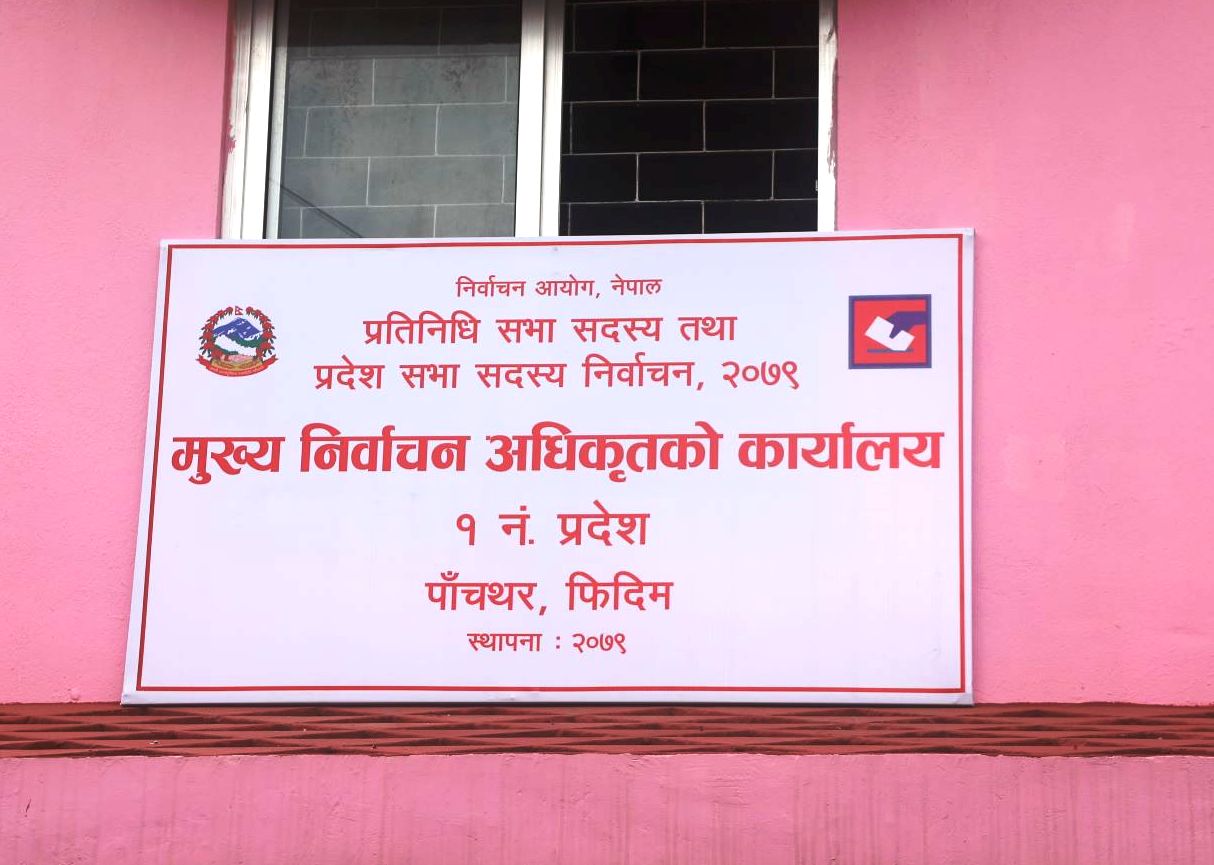 निर्वाचन आयोग, नेपाल
प्रतिनिधि सभा सदस्य तथा
प्रदेश सभा सदस्य निर्वाचन, २०७९
मुख्य निर्वाचन अधिकृतको कार्यालय
१ नं. प्रदेश
पाँचथर, फिदिम
स्थापना : २०७९